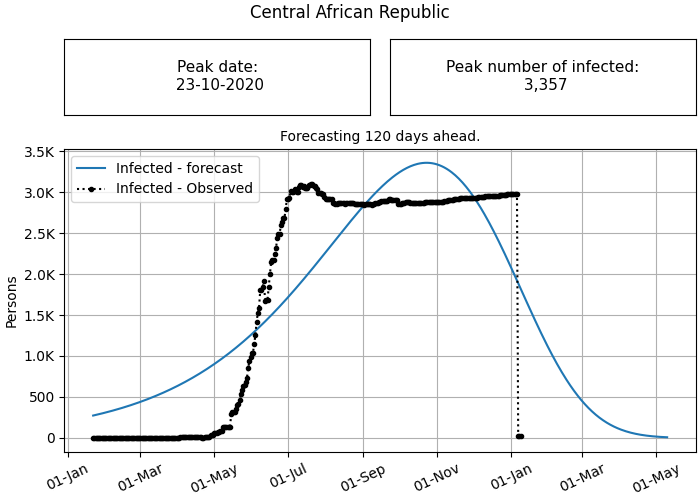 Central African Republic
Peak date:
23-10-2020
Peak number of infected:
3,357
Forecasting 120 days ahead.
Infected - forecast
Infected - Observed
3.5K
3.0K
2.5K
2.0K
1.5K
1.0K
500
0
Persons
01-Jan
01-Mar
01-May
01-Jul
01-Sep
01-Nov
01-Jan
01-Mar
01-May